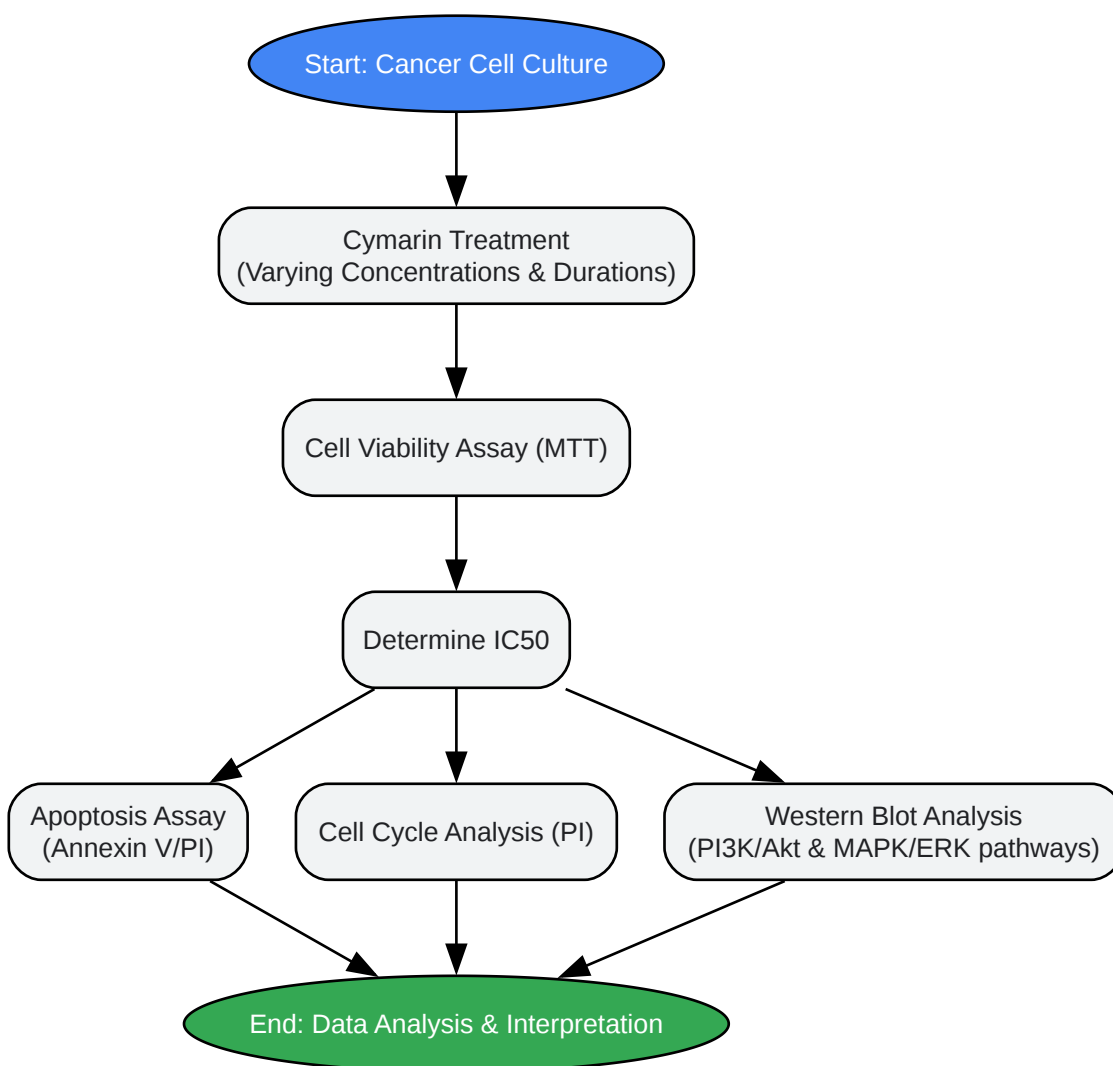 Start: Cancer Cell Culture
Cymarin Treatment
(Varying Concentrations & Durations)
Cell Viability Assay (MTT)
Determine IC50
Apoptosis Assay
(Annexin V/PI)
Cell Cycle Analysis (PI)
Western Blot Analysis
(PI3K/Akt & MAPK/ERK pathways)
End: Data Analysis & Interpretation